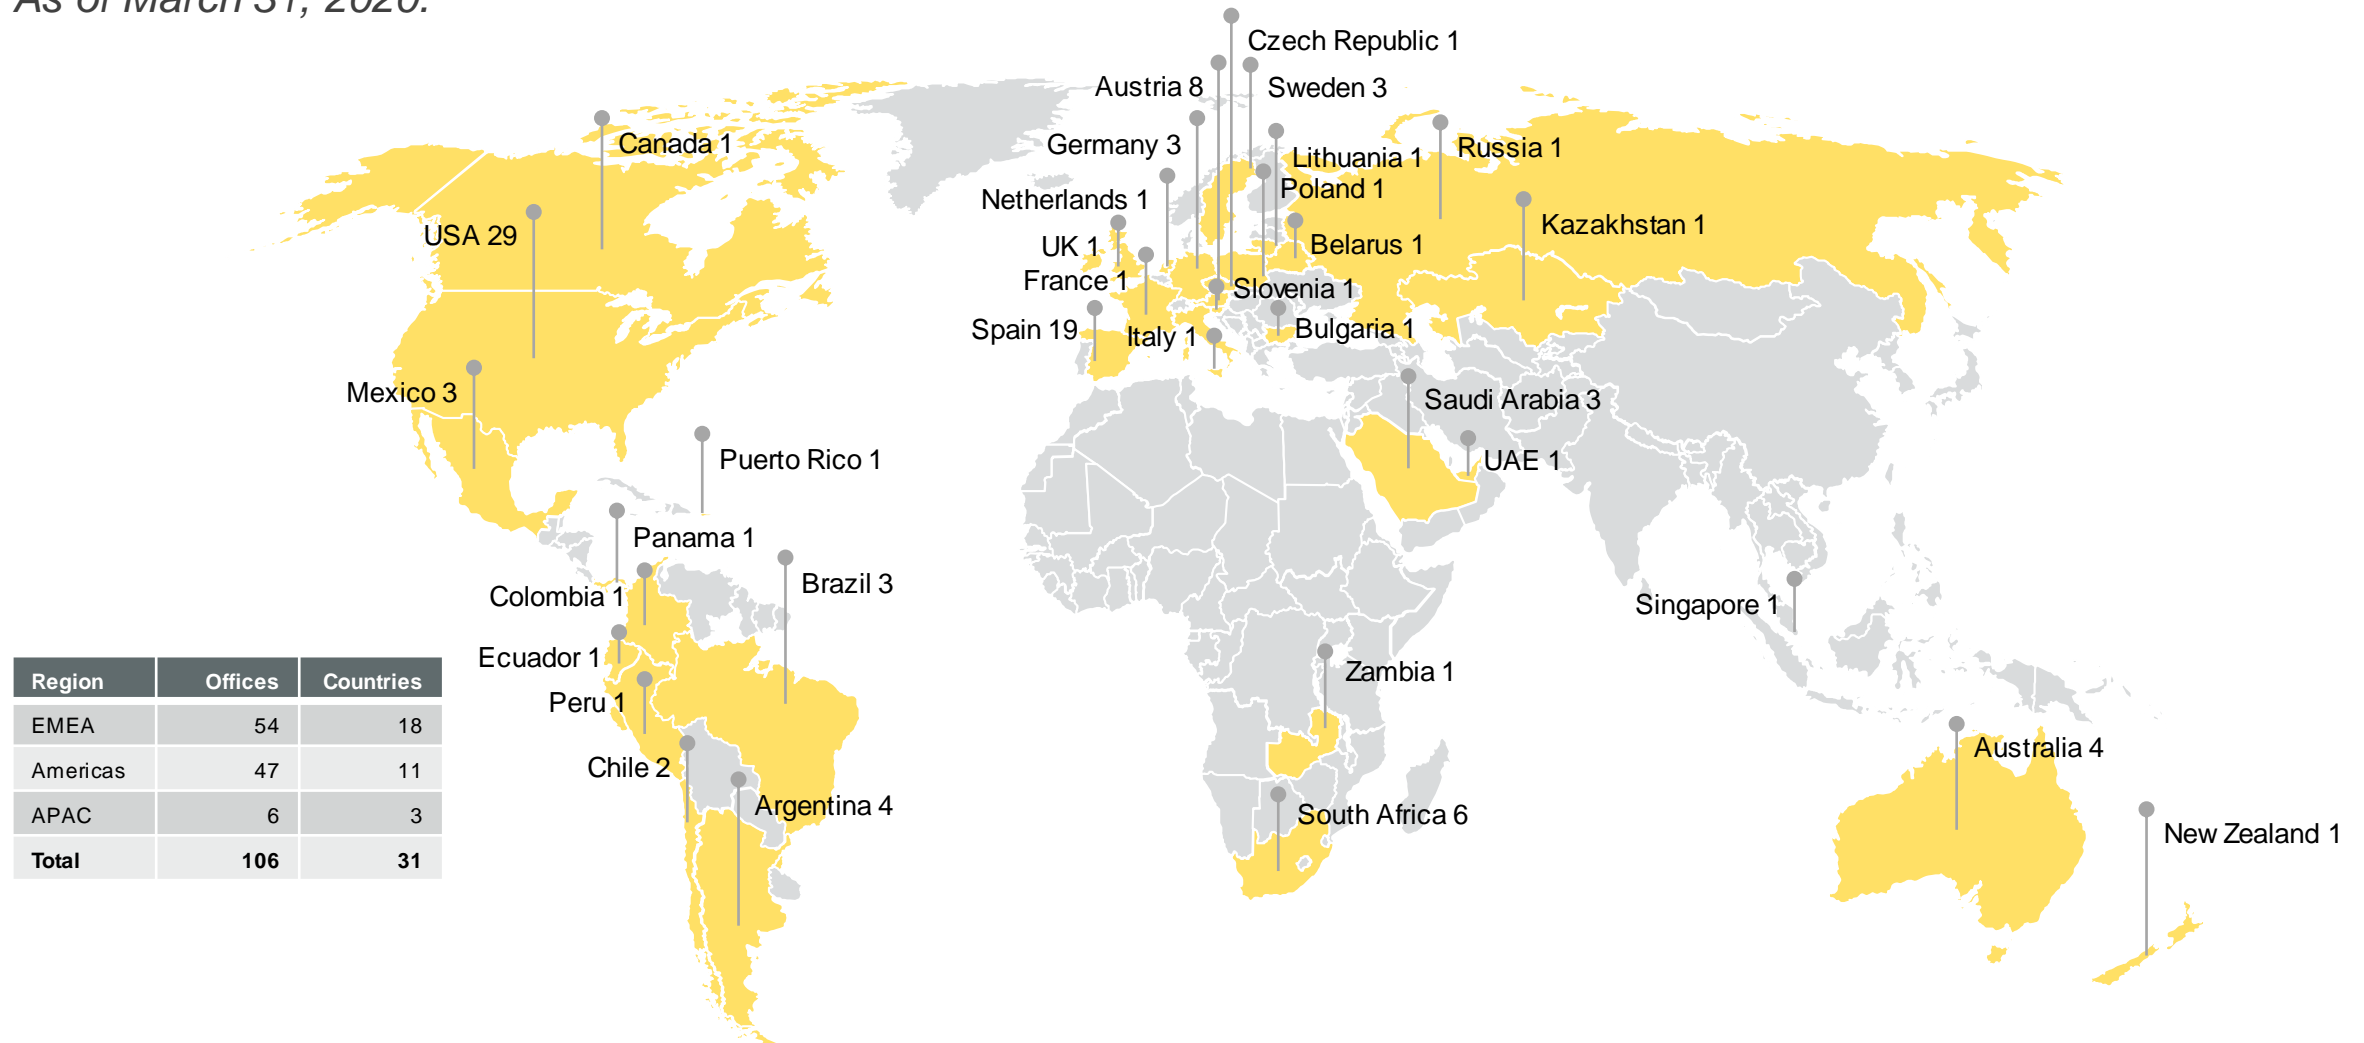 As of March 31, 2020.
Czech Republic 1
Austria 8
Sweden 3
Canada 1
Germany 3
Lithuania 1
Russia 1
Netherlands 1
Poland 1
USA 29
UK 1
Belarus 1
Kazakhstan 1
France 1
Slovenia 1
Spain 19
Italy 1
Bulgaria 1
Mexico 3
Saudi Arabia 3
Puerto Rico 1
UAE 1
Panama 1
Colombia 1
Brazil 3
Singapore 1
Ecuador 1
Zambia 1
Peru 1
Chile 2
Argentina 4
South Africa 6
Australia 4
New Zealand 1
Region Offices Countries
EMEA 54 18
Americas 47 11
APAC 6 3
Total 106 31